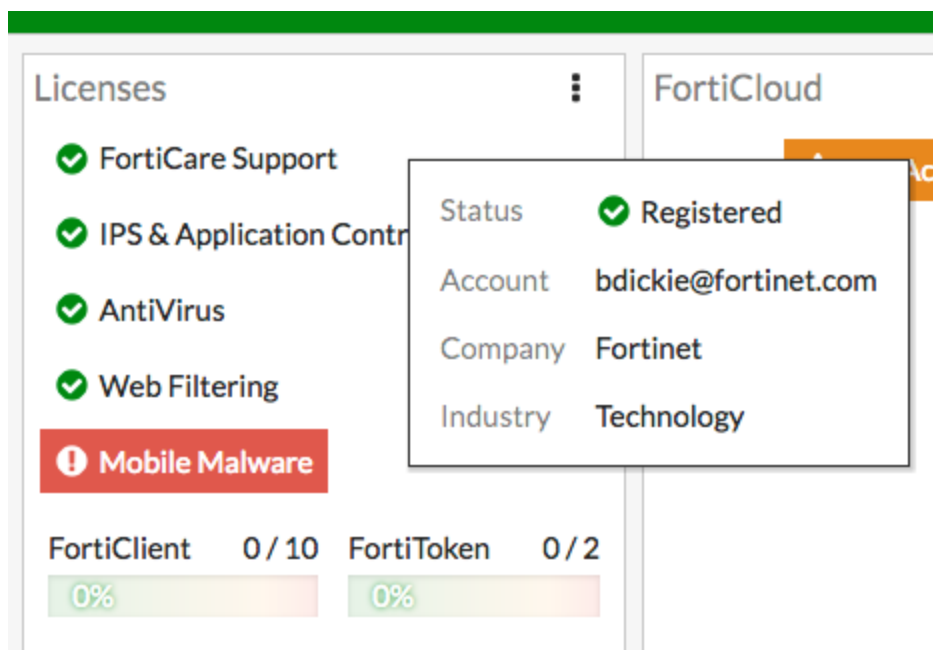 Licenses
FortiCloud
FortiCare Support
IPS & Application Contr
AntiVirus
Web Filtering
Mobile Malware
Status Registered
Account bdickie@fortinet.com
Company Fortinet
Industry Technology
FortiClient 0 / 10 FortiToken 0 / 2
0% 0%